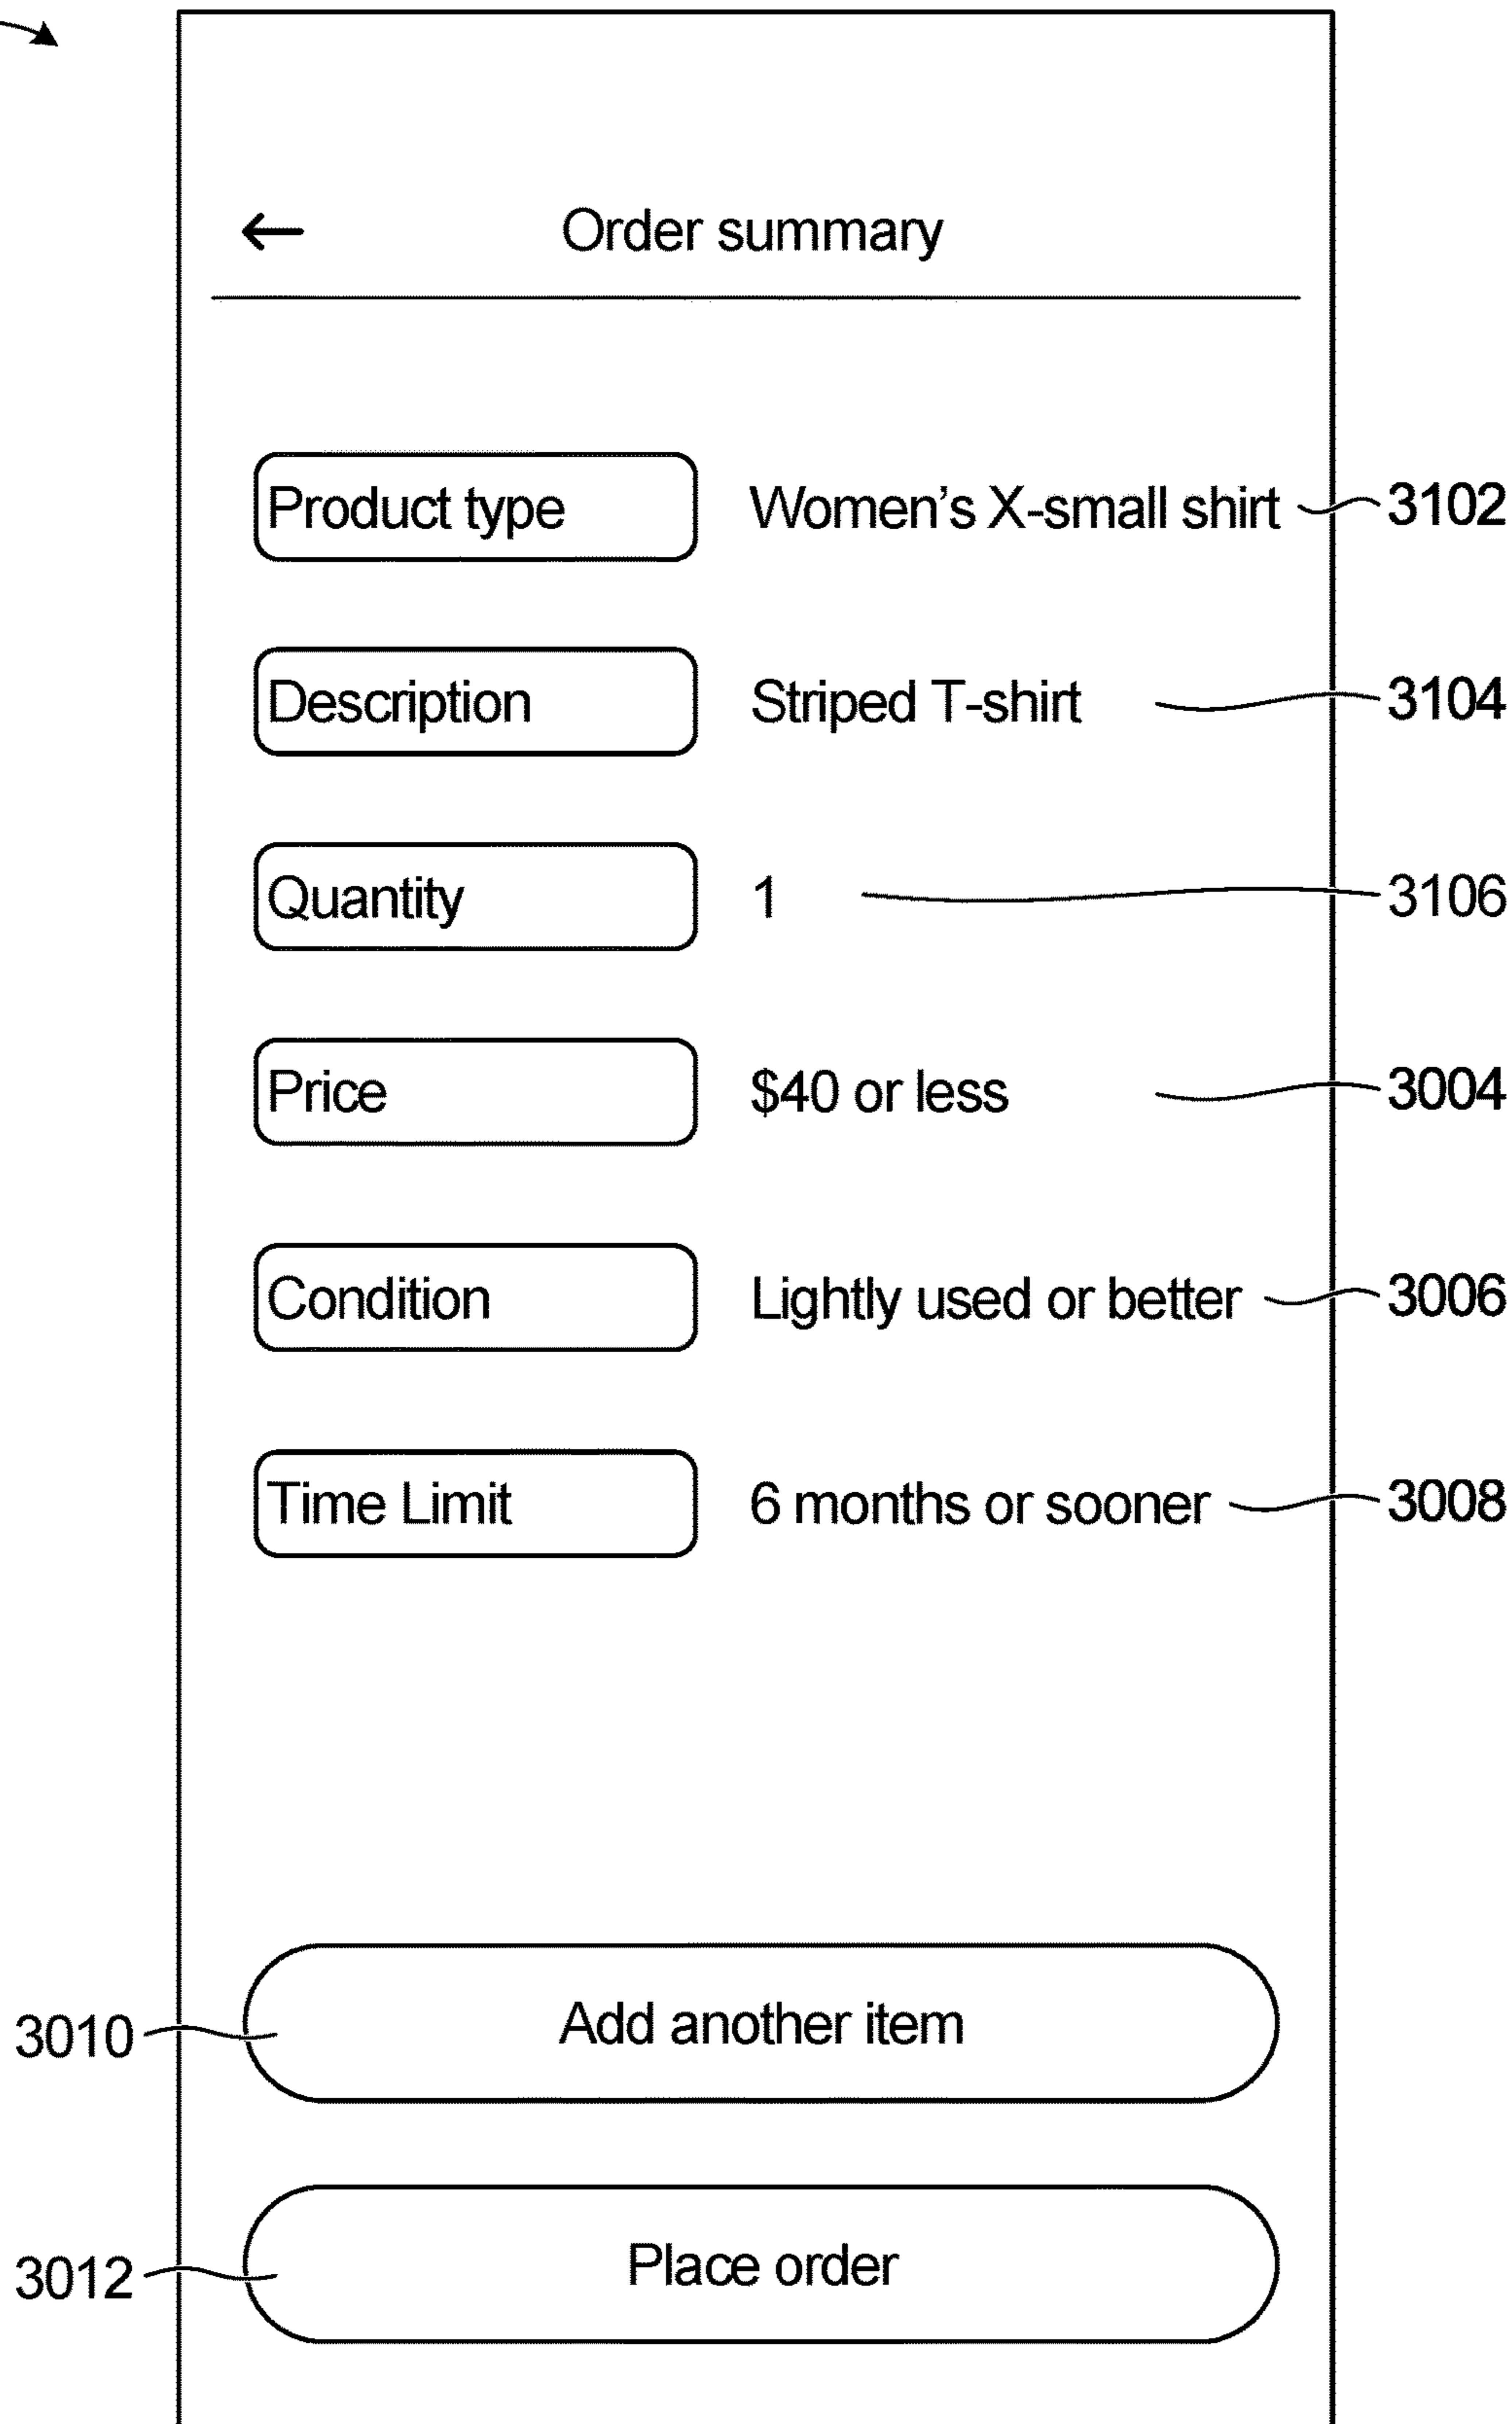 Order summary
Product type Women's X-small shirt 3102
Description Striped T-shirt 3104
Quantity 1 3106
Price $40 or less 3004
Condition Lightly used or better 3006
Time Limit 6 months or sooner 3008
3010 Add another item
3012 Place order